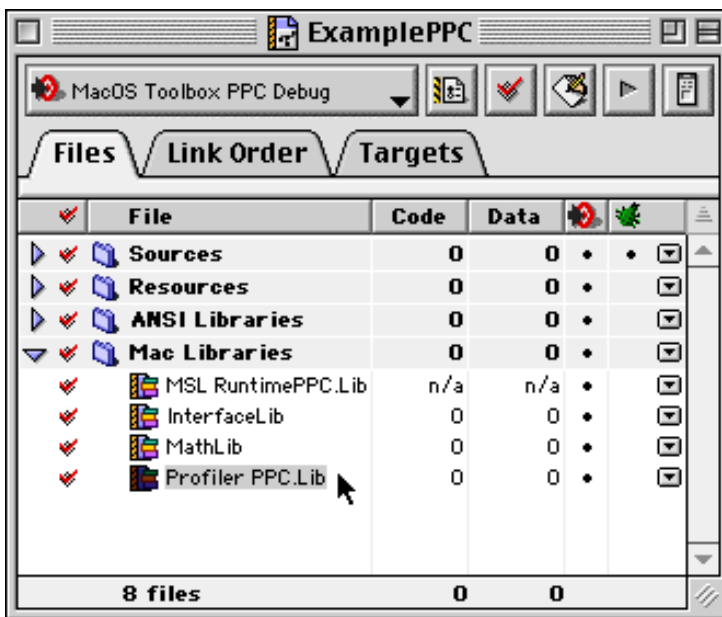 ExamplePPC
MacOS Toolbox PPC Debug
Files Link Order Targets
File Code Data
Sources 0 0
Resources 0 0
ANSI Libraries 0 0
Mac Libraries 0 0
MSL RuntimePPC.Lib n/a n/a
InterfaceLib 0 0
MathLib 0 0
Profiler PPC.Lib 0 0
8 files 0 0